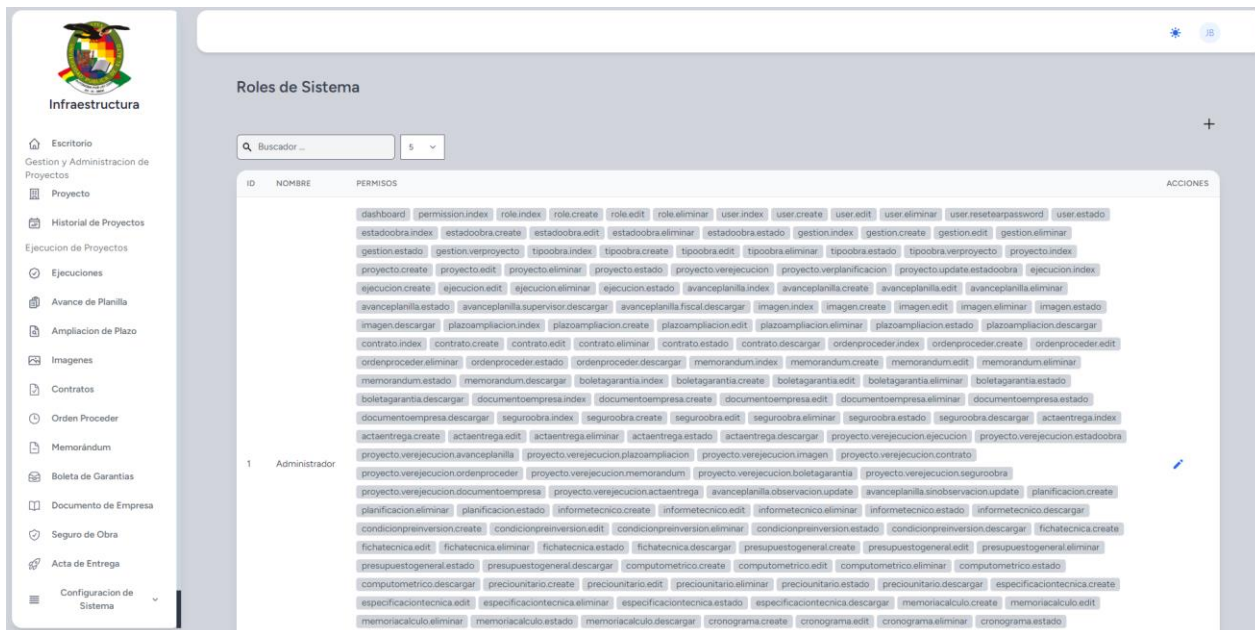 JB
Infraestructura
Escritorio
Gestion y Administracion de
Proyectos
Proyecto
Historial de Proyectos
Ejecucion de Proyectos
Ejecuciones
Avance de Planilla
Ampliacion de Plazo
Imagenes
Contratos
Orden Proceder
Memorándum
Boleta de Garantias
Documento de Empresa
Seguro de Obra
Acta de Entrega
Configuracion de
Sistema
Roles de Sistema
+
Buscador ...
5
ID NOMBRE PERMISOS ACCIONES
1 Administrador
dashboard permission.index role.index role.create role.edit role.eliminar user.index user.create user.edit user.eliminar user.resetearpassword user.estado
estadoobra.index estadoobra.create estadoobra.edit estadoobra.eliminar estadoobra.estado gestion.index gestion.create gestion.edit gestion.eliminar
gestion.estado gestion.verproyecto tipoobra.index tipoobra.create tipoobra.edit tipoobra.eliminar tipoobra.estado tipoobra.verproyecto proyecto.index
proyecto.create proyecto.edit proyecto.eliminar proyecto.estado proyecto.verejecucion proyecto.verplanificacion proyecto.update.estadoobra ejecucion.index
ejecucion.create ejecucion.edit ejecucion.eliminar ejecucion.estado avanceplanilla.index avanceplanilla.create avanceplanilla.edit avanceplanilla.eliminar
avanceplanilla.estado avanceplanilla.supervisor.descargar avanceplanilla.fiscal.descargar imagen.index imagen.create imagen.edit imagen.eliminar imagen.estado
imagen.descargar plazoampliacion.index plazoampliacion.create plazoampliacion.edit plazoampliacion.eliminar plazoampliacion.estado plazoampliacion.descargar
contrato.index contrato.create contrato.edit contrato.eliminar contrato.estado contrato.descargar ordenproceder.index ordenproceder.create ordenproceder.edit
ordenproceder.eliminar ordenproceder.estado ordenproceder.descargar memorandum.index memorandum.create memorandum.edit memorandum.eliminar
memorandum.estado memorandum.descargar boletagarantia.index boletagarantia.create boletagarantia.edit boletagarantia.eliminar boletagarantia.estado
boletagarantia.descargar documentoempresa.index documentoempresa.create documentoempresa.edit documentoempresa.eliminar documentoempresa.estado
documentoempresa.descargar seguroobra.index seguroobra.create seguroobra.edit seguroobra.eliminar seguroobra.estado seguroobra.descargar actaentrega.index
actaentrega.create actaentrega.edit actaentrega.eliminar actaentrega.estado actaentrega.descargar proyecto.verejecucion.ejecucion proyecto.verejecucion.estadoobra
proyecto.verejecucion.avanceplanilla proyecto.verejecucion.plazoampliacion proyecto.verejecucion.imagen proyecto.verejecucion.contrato
proyecto.verejecucion.ordenproceder proyecto.verejecucion.memorandum proyecto.verejecucion.boletagarantia proyecto.verejecucion.seguroobra
proyecto.verejecucion.documentoempresa proyecto.verejecucion.actaentrega avanceplanilla.observacion.update avanceplanilla.sinobservacion.update planificacion.create
planificacion.eliminar planificacion.estado informetecnico.create informetecnico.edit informetecnico.eliminar informetecnico.estado informetecnico.descargar
condicionpreinversion.create condicionpreinversion.edit condicionpreinversion.eliminar condicionpreinversion.estado condicionpreinversion.descargar fichatecnica.create
fichatecnica.edit fichatecnica.eliminar fichatecnica.estado fichatecnica.descargar presupuestogeneral.create presupuestogeneral.edit presupuestogeneral.eliminar
presupuestogeneral.estado presupuestogeneral.descargar computometrico.create computometrico.edit computometrico.eliminar computometrico.estado
computometrico.descargar preciounitario.create preciounitario.edit preciounitario.eliminar preciounitario.estado preciounitario.descargar especificaciontecnica.create
especificaciontecnica.edit especificaciontecnica.eliminar especificaciontecnica.estado especificaciontecnica.descargar memoriacalculo.create memoriacalculo.edit
memoriacalculo.eliminar memoriacalculo.estado memoriacalculo.descargar cronograma.create cronograma.edit cronograma.eliminar cronograma.estado